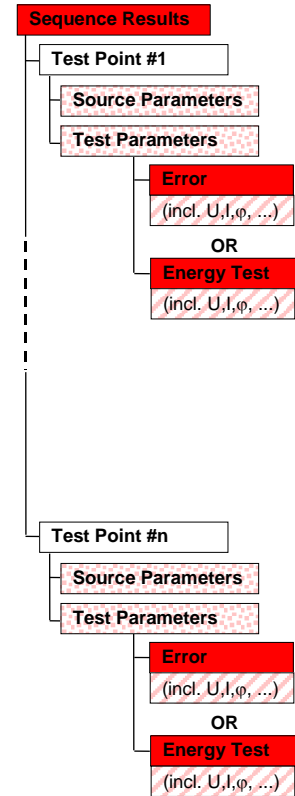 Sequence Results
Test Point #1
Source Parameters
Test Parameters
Error
(incl. U,I,φ, ...)
OR
Energy Test
(incl. U,I,φ, ...)
Test Point #n
Source Parameters
Test Parameters
Error
(incl. U,I,φ, ...)
OR
Energy Test
(incl. U,I,φ, ...)